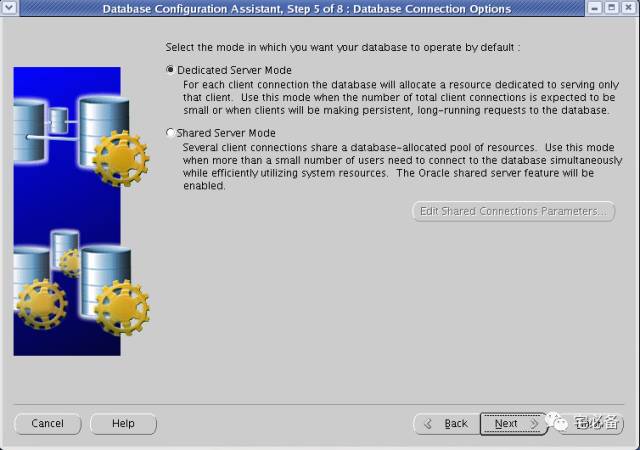 Database Configuration Assistant, Step 5 of 8 : Database Connection Options
Select the mode in which you want your database to operate by default :
Dedicated Server Mode
For each client connection the database will allocate a resource dedicated to serving only
that client.  Use this mode when the number of total client connections is expected to be
small or when clients will be making persistent, long-running requests to the database.
Shared Server Mode
Several client connections share a database-allocated pool of resources.  Use this mode
when more than a small number of users need to connect to the database simultaneously
while efficiently utilizing system resources.  The Oracle shared server feature will be
enabled.
Edit Shared Connections Parameters...
Cancel
Help
Back
Next
宅必备